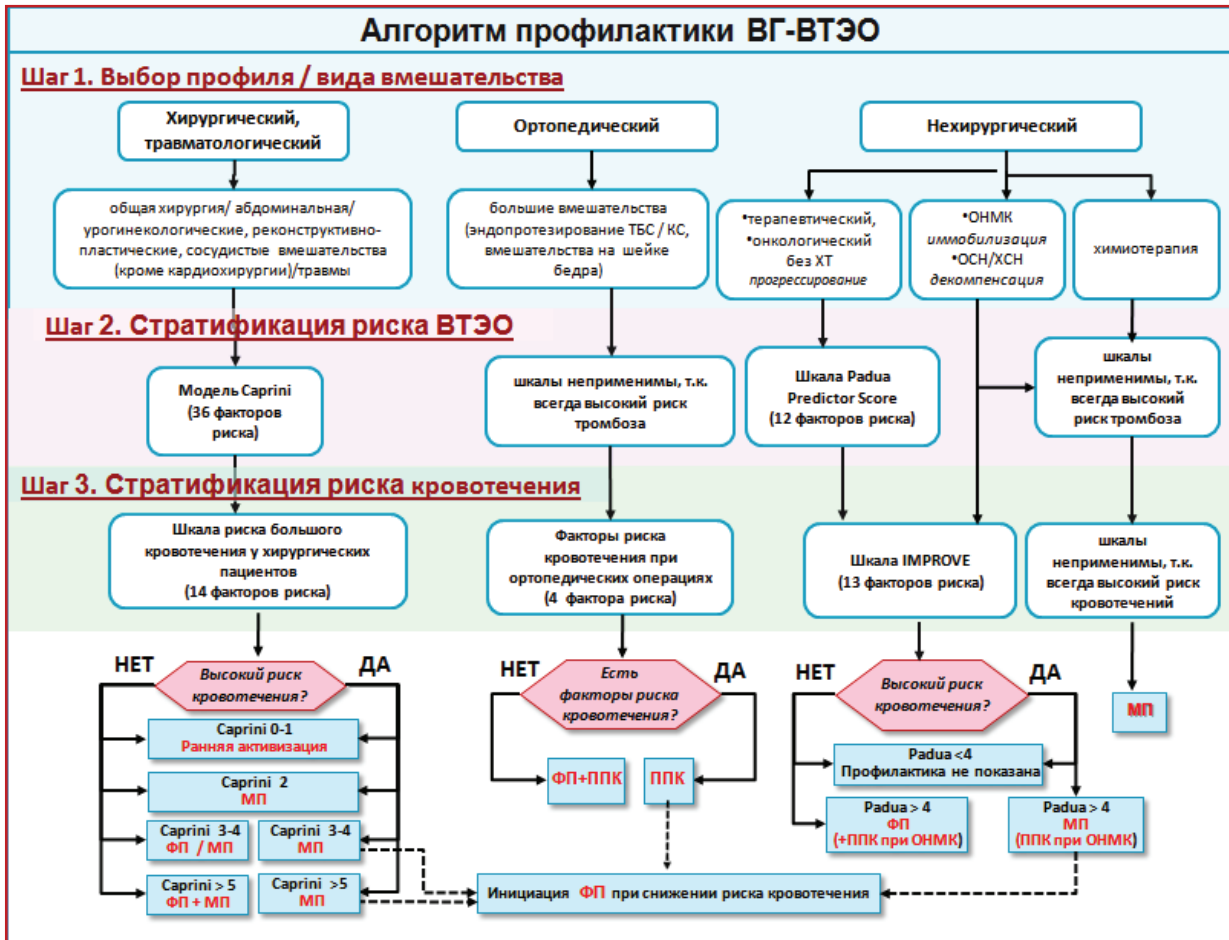 Алгоритм профилактики ВГ-ВТЭО
Шаг 1. Выбор профиля / вида вмешательства
Хирургический,
травматологический
Ортопедический
Нехирургический
общая хирургия/ абдоминальная/
урогинекологические, реконструктивно-
пластические, сосудистые вмешательства
(кроме кардиохирургии)/травмы
большие вмешательства
(эндопротезирование ТБС / КС,
вмешательства на шейке
бедра)
•терапевтический,
•онкологический
без ХТ
прогрессирование
•ОНМК
иммобилизация
•ОСН/ХСН
декомпенсация
химиотерапия
Шаг 2. Стратификация риска ВТЭО
Модель Caprini
(36 факторов
риска)
шкалы неприменимы, т.к.
всегда высокий риск
тромбоза
Шкала Padua
Predictor Score
(12 факторов риска)
шкалы
неприменимы, т.к.
всегда высокий
риск тромбоза
Шаг 3. Стратификация риска кровотечения
Шкала риска большого
кровотечения у хирургических
пациентов
(14 факторов риска)
Факторы риска
кровотечения при
ортопедических операциях
(4 фактора риска)
Шкала IMPROVE
(13 факторов риска)
шкалы
неприменимы, т.к.
всегда высокий риск
кровотечений
НЕТ
Высокий риск
кровотечения?
ДА
НЕТ
Есть
факторы риска
кровотечения?
ДА
НЕТ
Высокий риск
кровотечения?
ДА
МП
Caprini 0-1
Ранняя активизация
Caprini 2
МП
Caprini 3-4
ФП / МП
Caprini 3-4
МП
Caprini > 5
ФП + МП
Caprini >5
МП
ФП+ППК
ППК
Padua <4
Профилактика не показана
Padua > 4
ФП
(+ППК при ОНМК)
Padua > 4
МП
(ППК при ОНМК)
Инициация ФП при снижении риска кровотечения